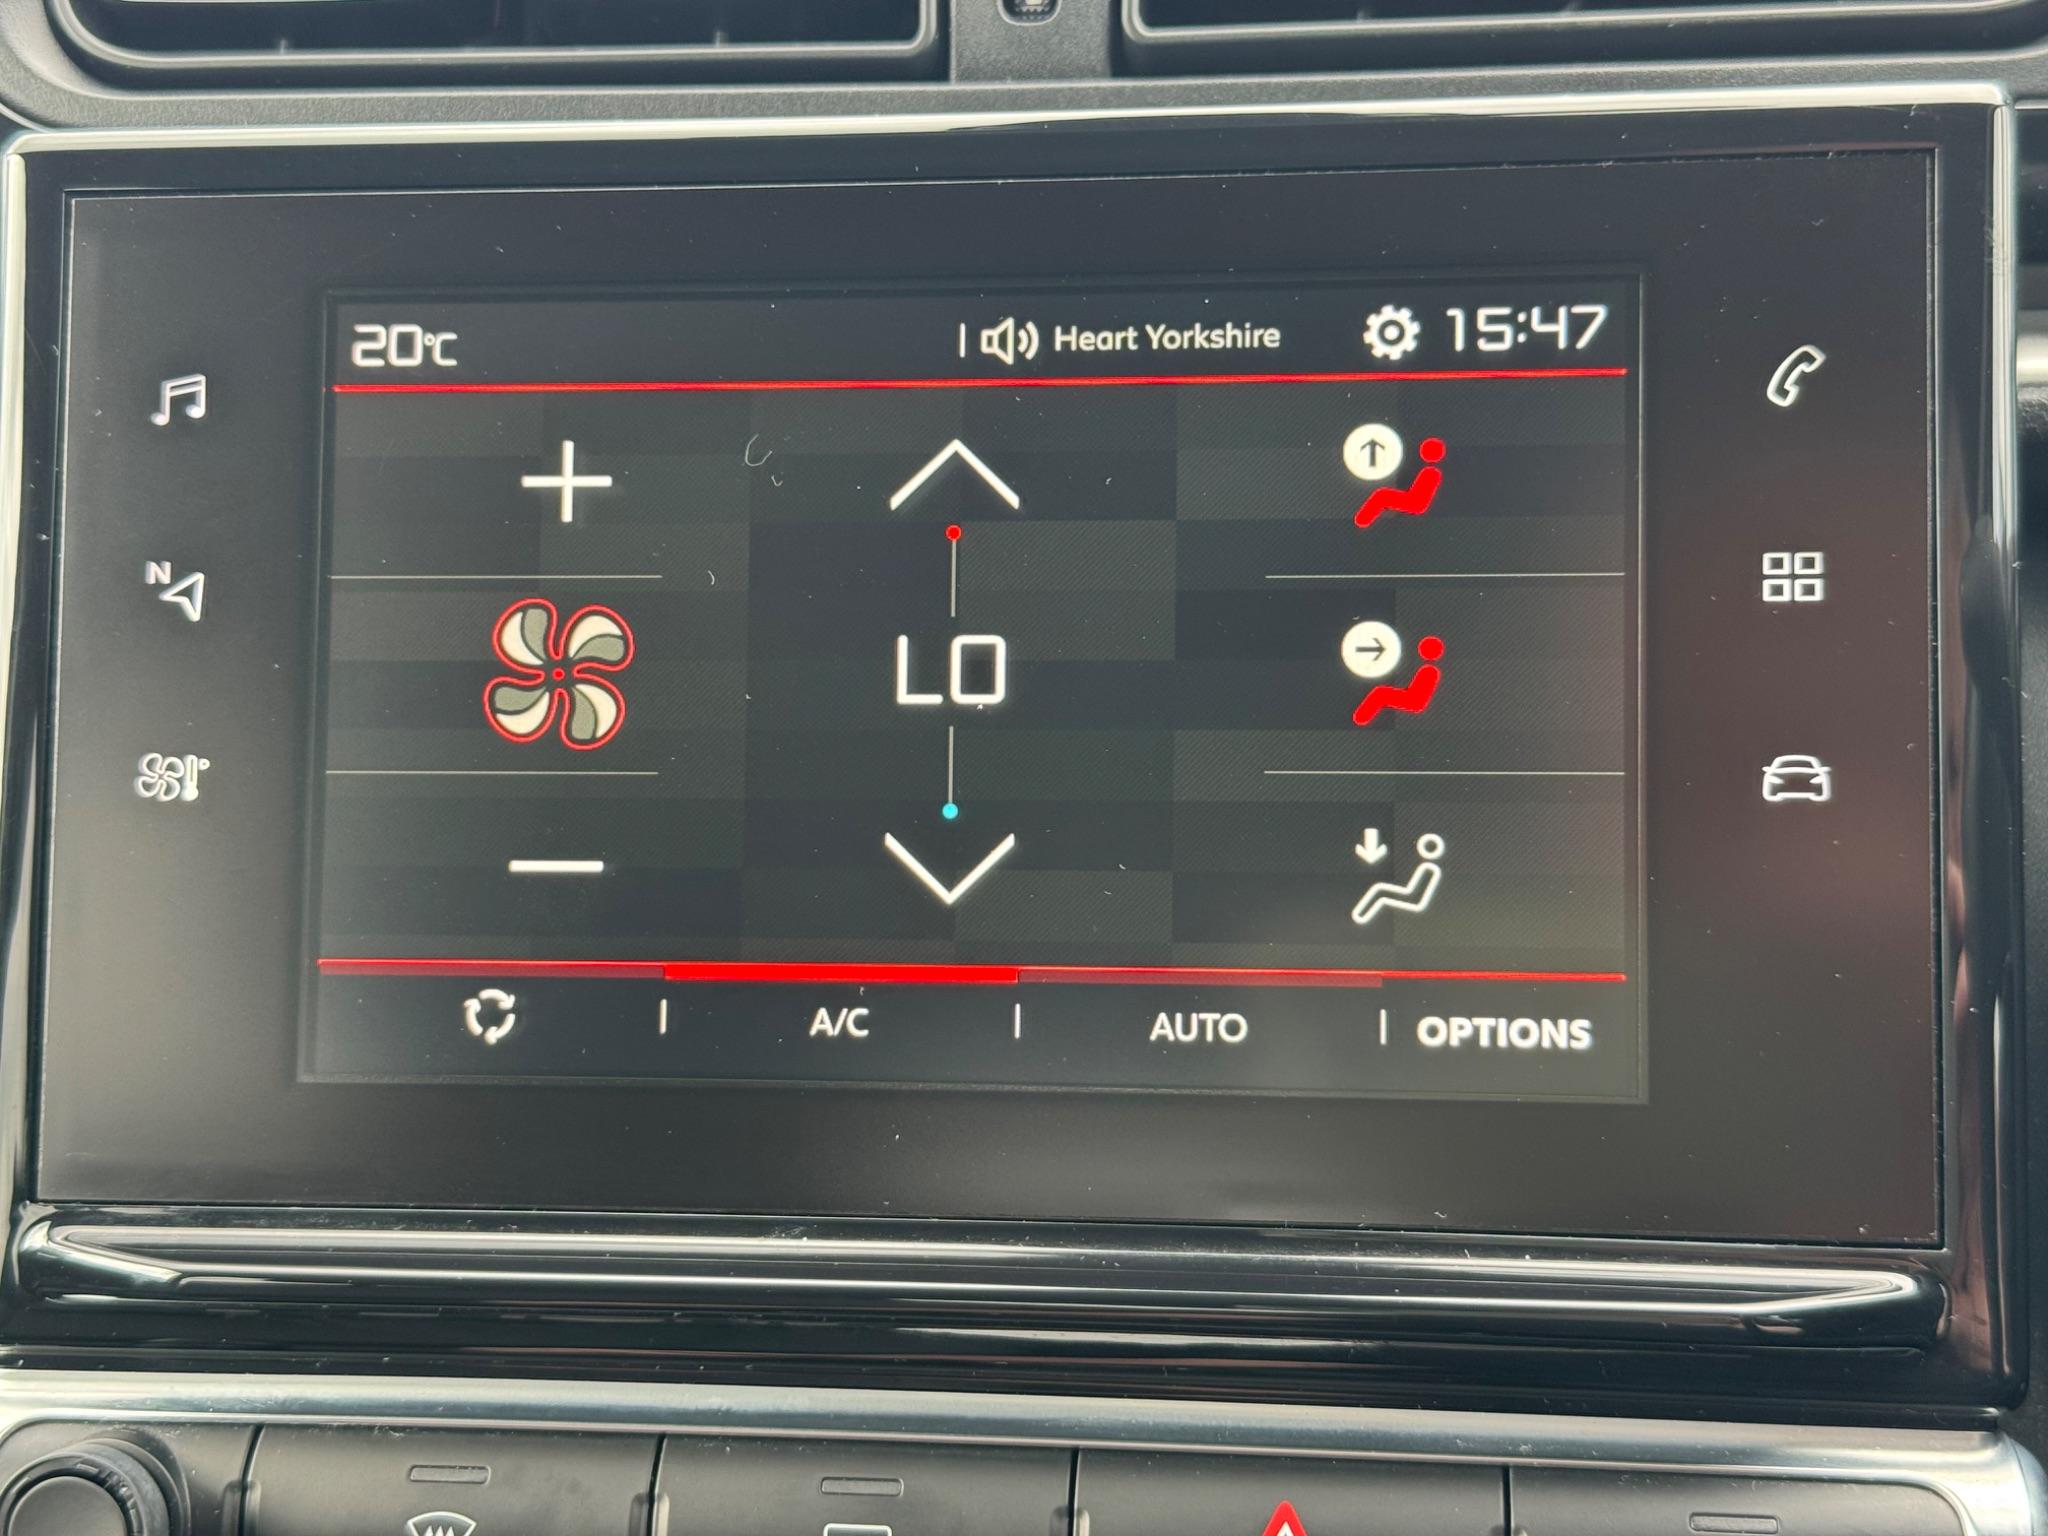 20°C
Heart Yorkshire
15:47
N
LO
A/C
AUTO
OPTIONS